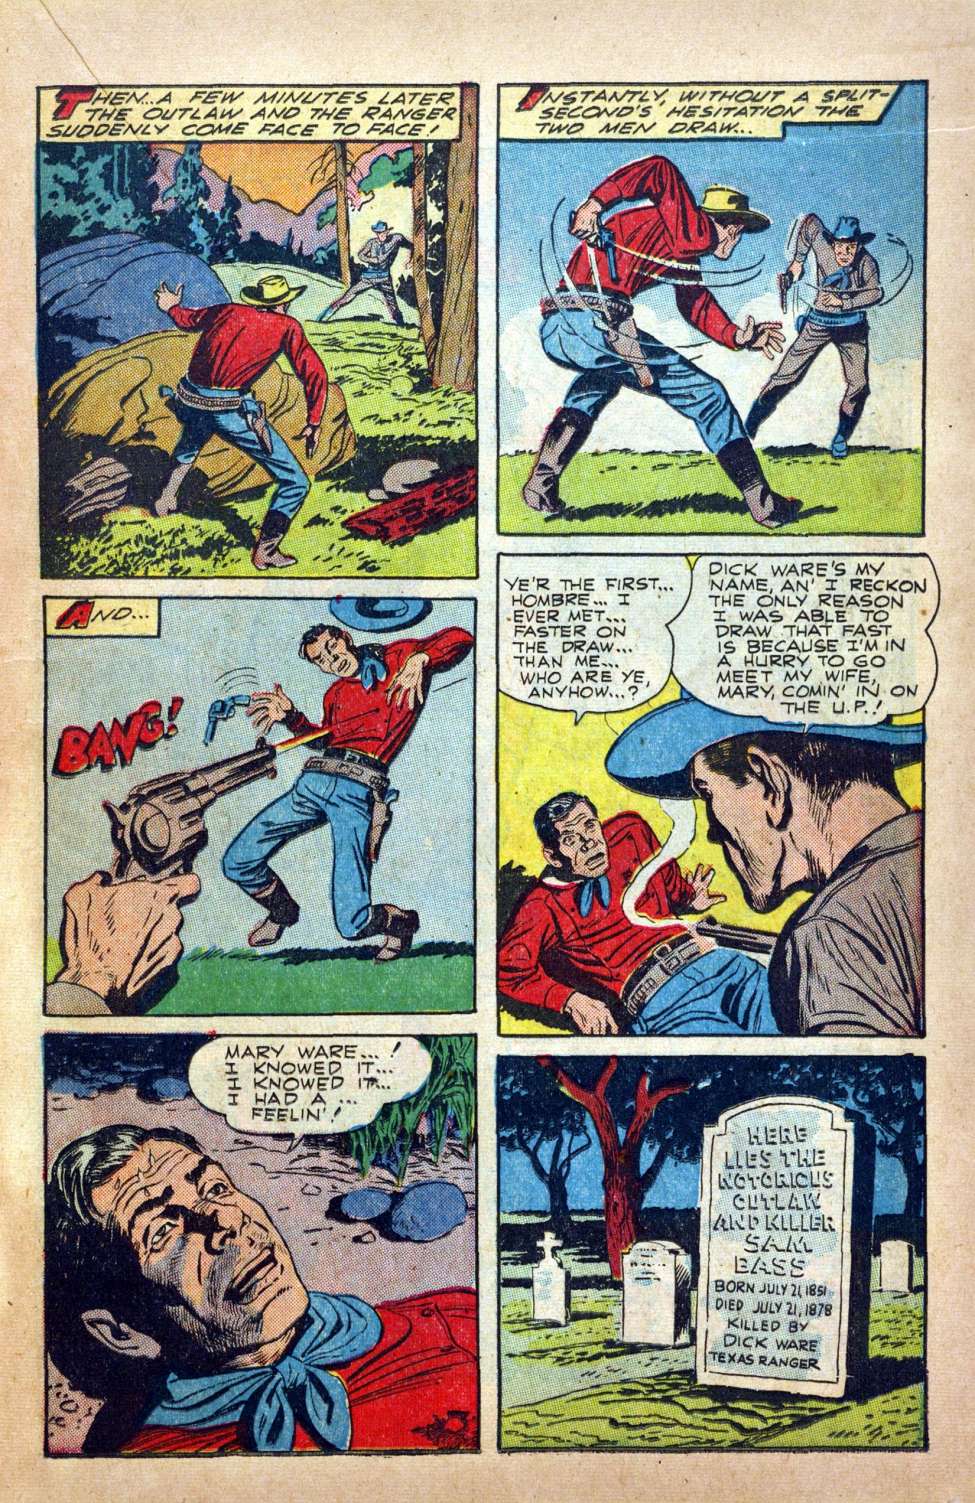 THEN...A FEW MINUTES LATER
THE OUTLAW AND THE RANGER
SUDDENLY COME FACE TO FACE!
INSTANTLY, WITHOUT A SPLIT-
SECOND'S HESITATION THE
TWO MEN DRAW...
AND...
BANG!
YE'R THE FIRST...
HOMBRE... I
EVER MET...
FASTER ON
THE DRAW...
THAN ME...
WHO ARE YE,
ANYHOW...?
DICK WARE'S MY
NAME, AN' I RECKON
THE ONLY REASON
I WAS ABLE TO
DRAW THAT FAST
IS BECAUSE I'M IN
A HURRY TO GO
MEET MY WIFE,
MARY, COMIN' IN ON
THE U.P.!
MARY WARE...!
I KNOWED IT...
I KNOWED IT...
I HAD A ...
FEELIN'!
HERE
LIES THE
NOTORIOUS
OUTLAW
AND KILLER
SAM
BASS
BORN JULY 21, 1851
DIED JULY 21, 1878
KILLED BY
DICK WARE
TEXAS RANGER